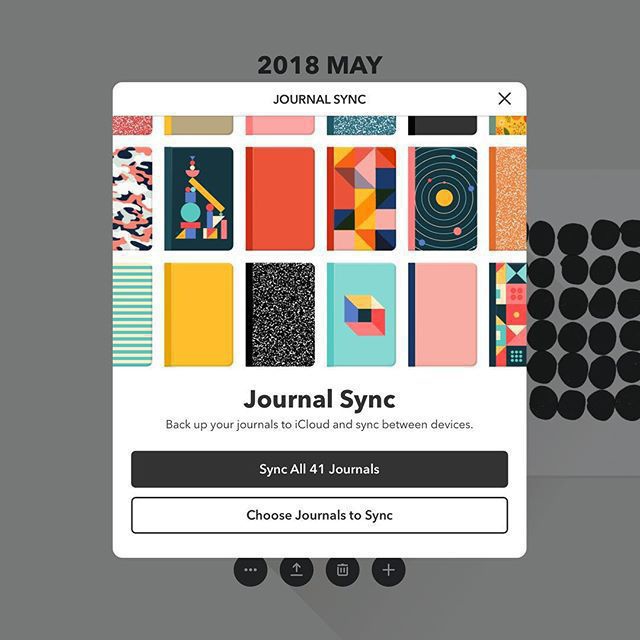 2018 MAY
JOURNAL SYNC
Journal Sync
Back up your journals to iCloud and sync between devices.
Sync All 41 Journals
Choose Journals to Sync